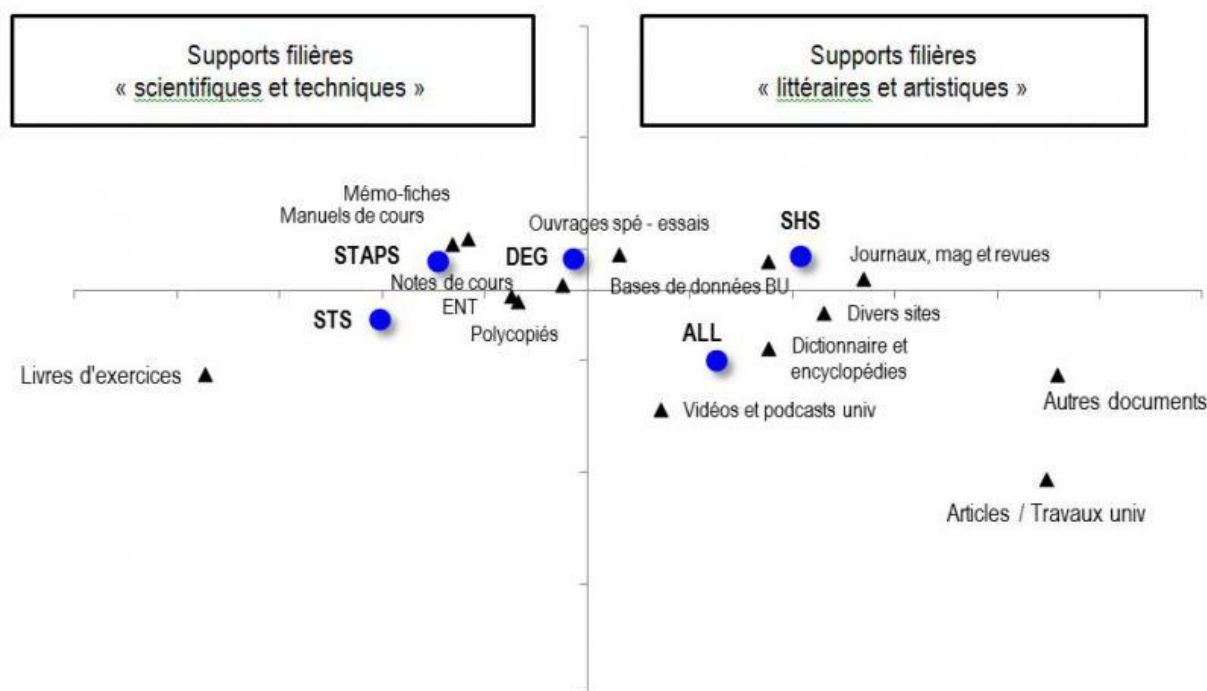 Supports filières
« scientifiques et techniques »
Supports filières
« littéraires et artistiques »
Mémo-fiches
Manuels de cours
Ouvrages spé - essais
SHS
STAPS
DEG
Journaux, mag et revues
Notes de cours
Bases de données BU
ENT
STS
Polycopiés
ALL
Divers sites
Dictionnaire et
encyclopédies
Livres d'exercices
Autres documents
Vidéos et podcasts univ
Articles / Travaux univ